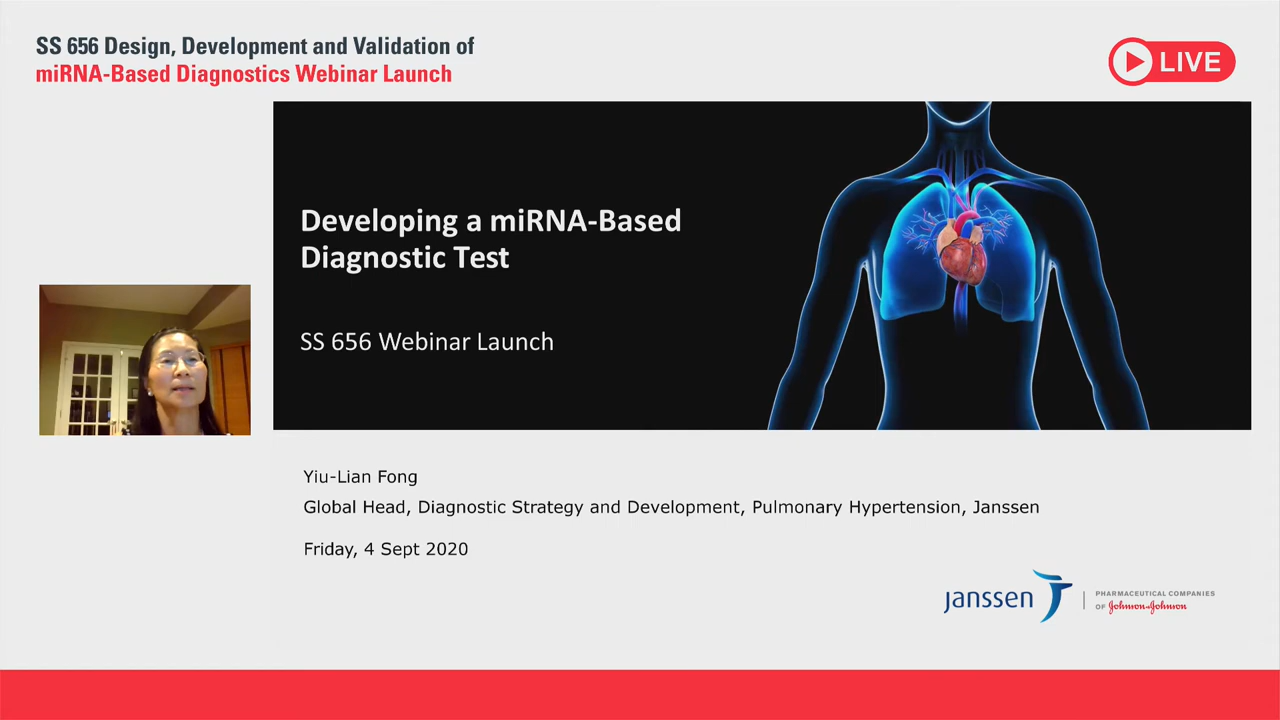 SS 656 Design, Development and Validation of
miRNA-Based Diagnostics Webinar Launch
LIVE
Developing a miRNA-Based
Diagnostic Test
SS 656 Webinar Launch
Yiu-Lian Fong
Global Head, Diagnostic Strategy and Development, Pulmonary Hypertension, Janssen
Friday, 4 Sept 2020
janssen
PHARMACEUTICAL COMPANIES
OF Johnson & Johnson